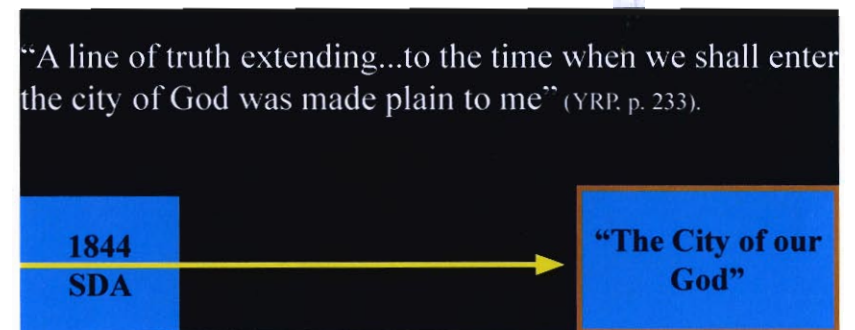 “A line of truth extending...to the time when we shall enter
the city of God was made plain to me” (YRP, p. 233).
1844
SDA
“The City of our
God”